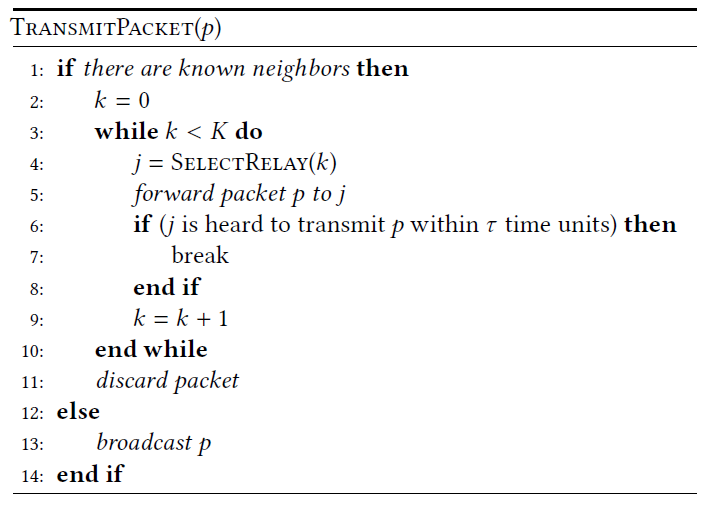 TRANSMITPACKET(p)
1: if there are known neighbors then
2: k = 0
3: while k < K do
4: j = SELECTRELAY(k)
5: forward packet p to j
6: if (j is heard to transmit p within τ time units) then
7: break
8: end if
9: k = k + 1
10: end while
11: discard packet
12: else
13: broadcast p
14: end if